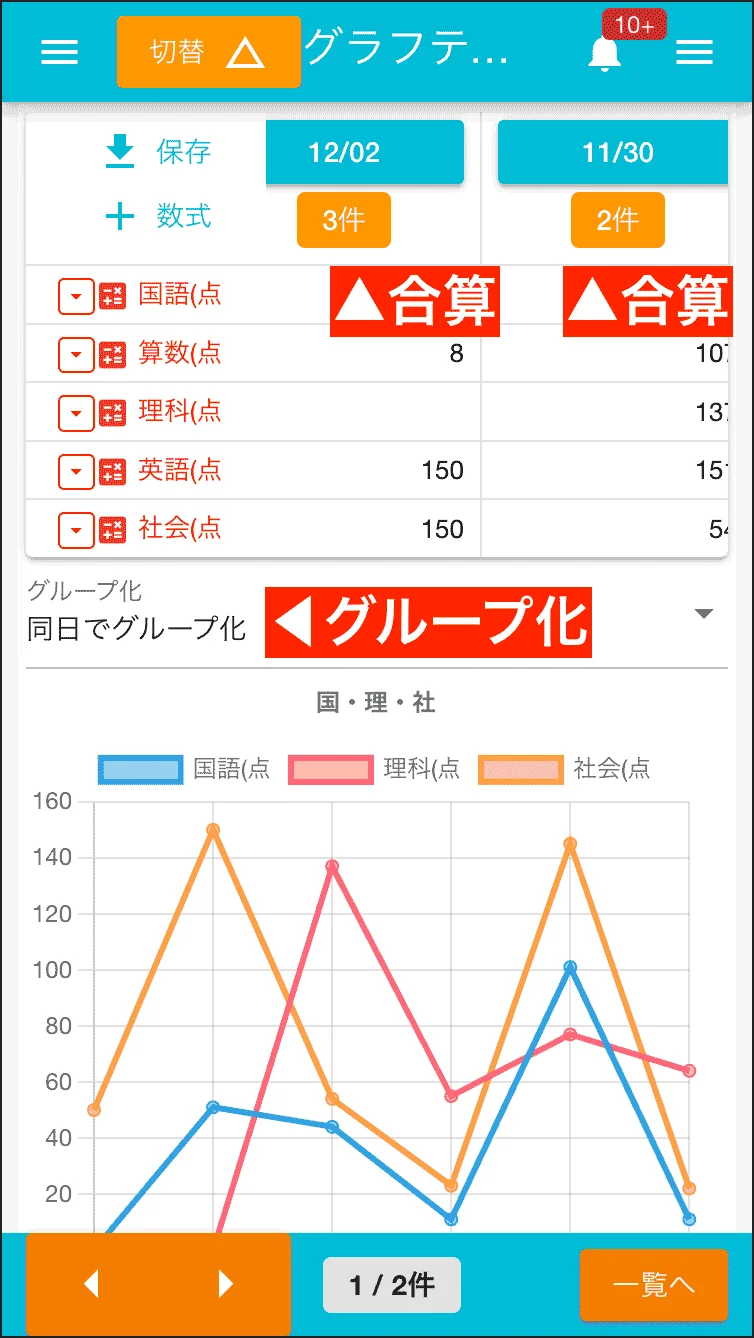 切替 グラフテ... 10+
保存 12/02 11/30
数式 3件 2件
国語(点 ▲合算 ▲合算
算数(点 8 107
理科(点 137
英語(点 150 151
社会(点 150 54
グループ化
同日でグループ化 ◀グループ化
国・理・社
国語(点 理科(点 社会(点
160
140
120
100
80
60
40
20
1 / 2件 一覧へ